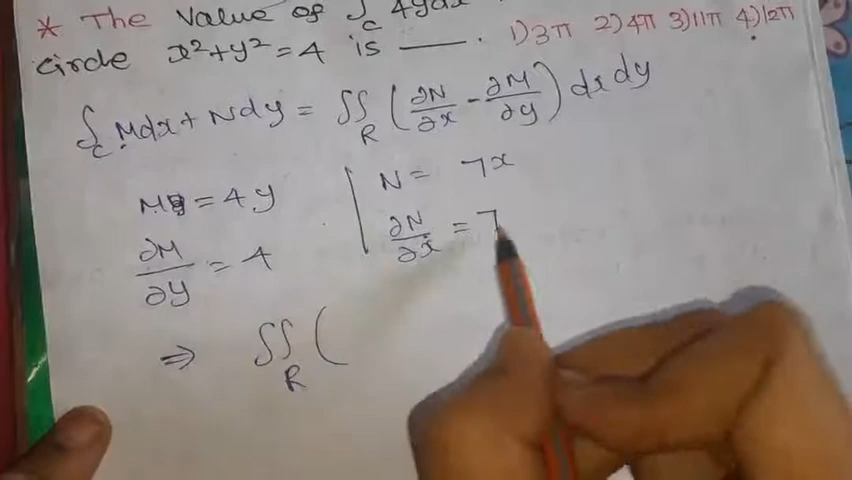 * The Value of ∫c 4ydx
circle x²+y²=4 is ____. 1)3π 2)4π 3)11π 4)12π
∫c Mdx+Ndy = ∬R (∂N/∂x - ∂M/∂y) dxdy
M = 4y | N = 7x
∂M/∂y = 4 | ∂N/∂x = 7
⇒ ∬R (